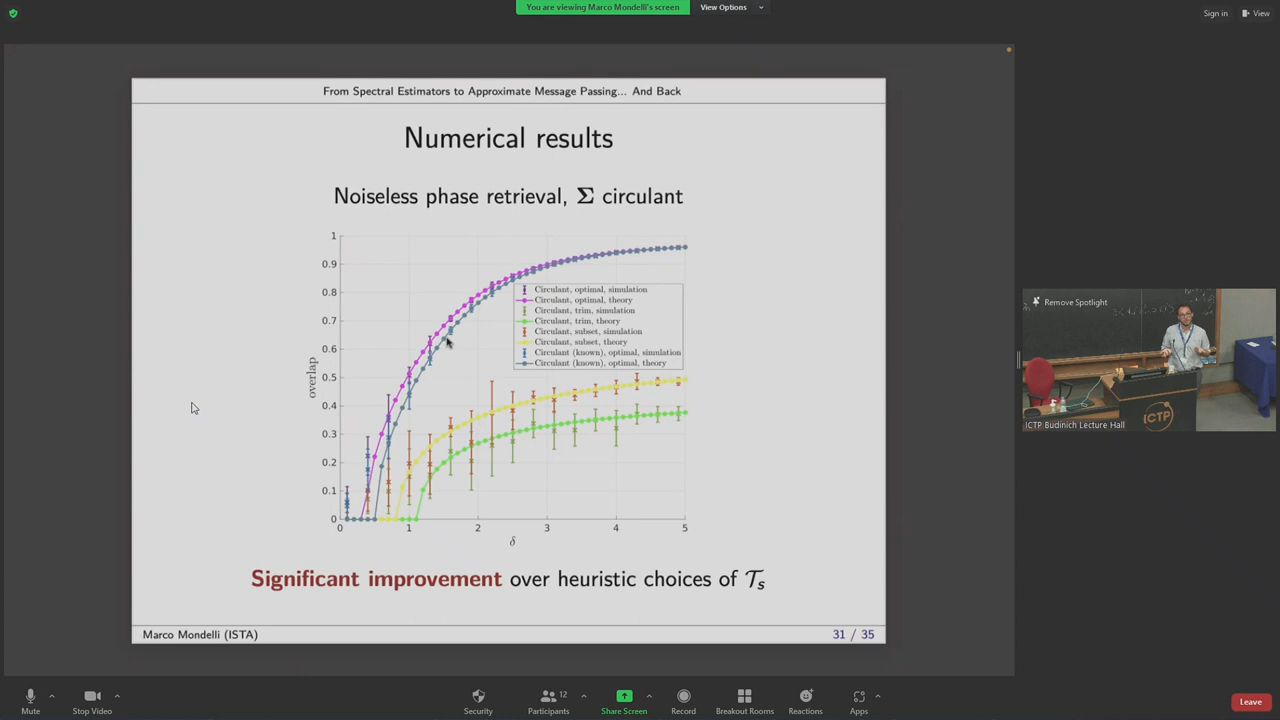 You are viewing Marco Mondelli's screen
View Options
Sign in
View
From Spectral Estimators to Approximate Message Passing... And Back
Numerical results
Noiseless phase retrieval, Σ circulant
1
0.9
0.8
0.7
0.6
0.5
0.4
0.3
0.2
0.1
0
overlap
Circulant, optimal, simulation
Circulant, optimal, theory
Circulant, trim, simulation
Circulant, trim, theory
Circulant, subset, simulation
Circulant, subset, theory
Circulant (known), optimal, simulation
Circulant (known), optimal, theory
0 1 2 3 4 5
δ
Significant improvement over heuristic choices of 𝒯s
Marco Mondelli (ISTA)
31 / 35
Remove Spotlight
ICTP
ICTP Budinich Lecture Hall
Mute
Stop Video
Security
Participants
12
Share Screen
Record
Breakout Rooms
Reactions
Apps
Leave